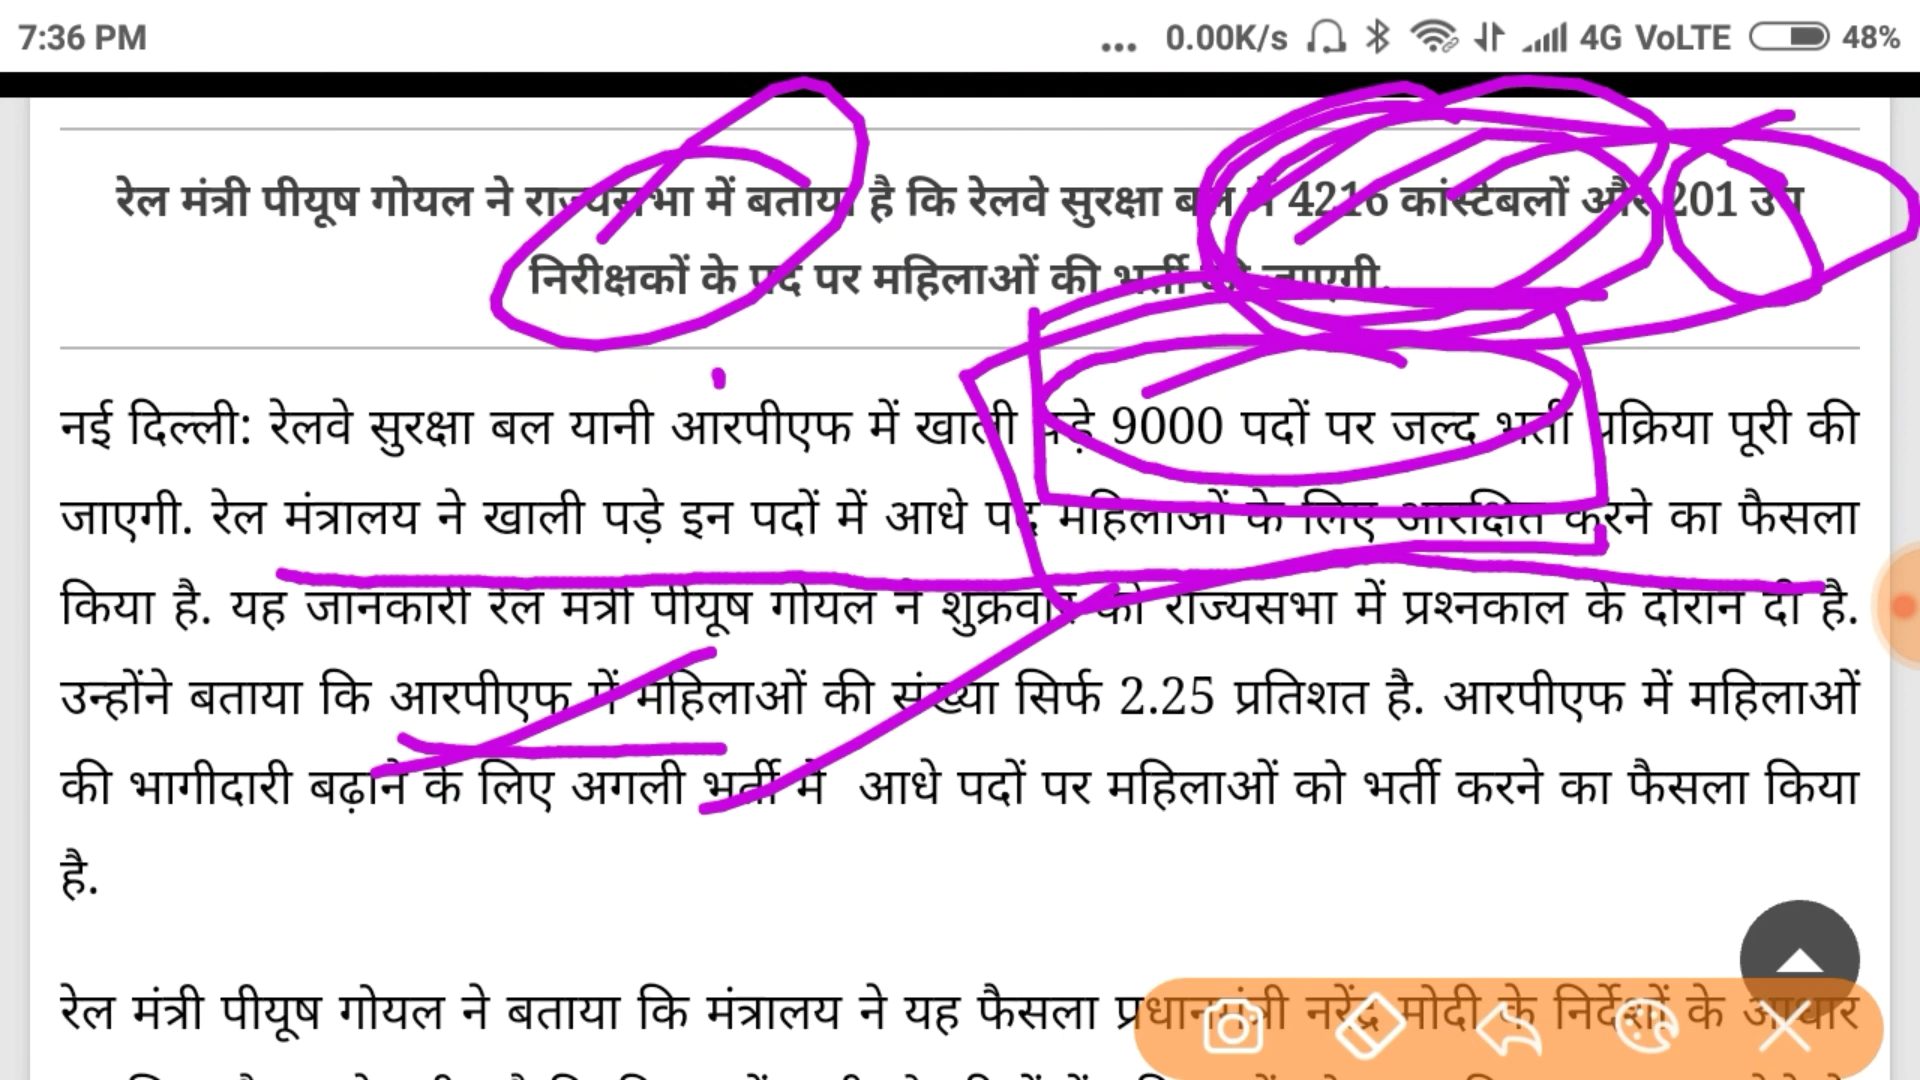 7:36 PM ... 0.00K/s 4G VoLTE 48%
रेल मंत्री पीयूष गोयल ने राज्यसभा में बताया है कि रेलवे सुरक्षा बल में 4216 कांस्टेबलों और 201 उप
निरीक्षकों के पद पर महिलाओं की भर्ती की जाएगी.
नई दिल्ली: रेलवे सुरक्षा बल यानी आरपीएफ में खाली पड़े 9000 पदों पर जल्द भर्ती प्रक्रिया पूरी की
जाएगी. रेल मंत्रालय ने खाली पड़े इन पदों में आधे पद महिलाओं के लिए आरक्षित करने का फैसला
किया है. यह जानकारी रेल मंत्री पीयूष गोयल ने शुक्रवार को राज्यसभा में प्रश्नकाल के दौरान दी है.
उन्होंने बताया कि आरपीएफ में महिलाओं की संख्या सिर्फ 2.25 प्रतिशत है. आरपीएफ में महिलाओं
की भागीदारी बढ़ाने के लिए अगली भर्ती में आधे पदों पर महिलाओं को भर्ती करने का फैसला किया
है.
रेल मंत्री पीयूष गोयल ने बताया कि मंत्रालय ने यह फैसला प्रधानमंत्री नरेंद्र मोदी के निर्देशों के आधार